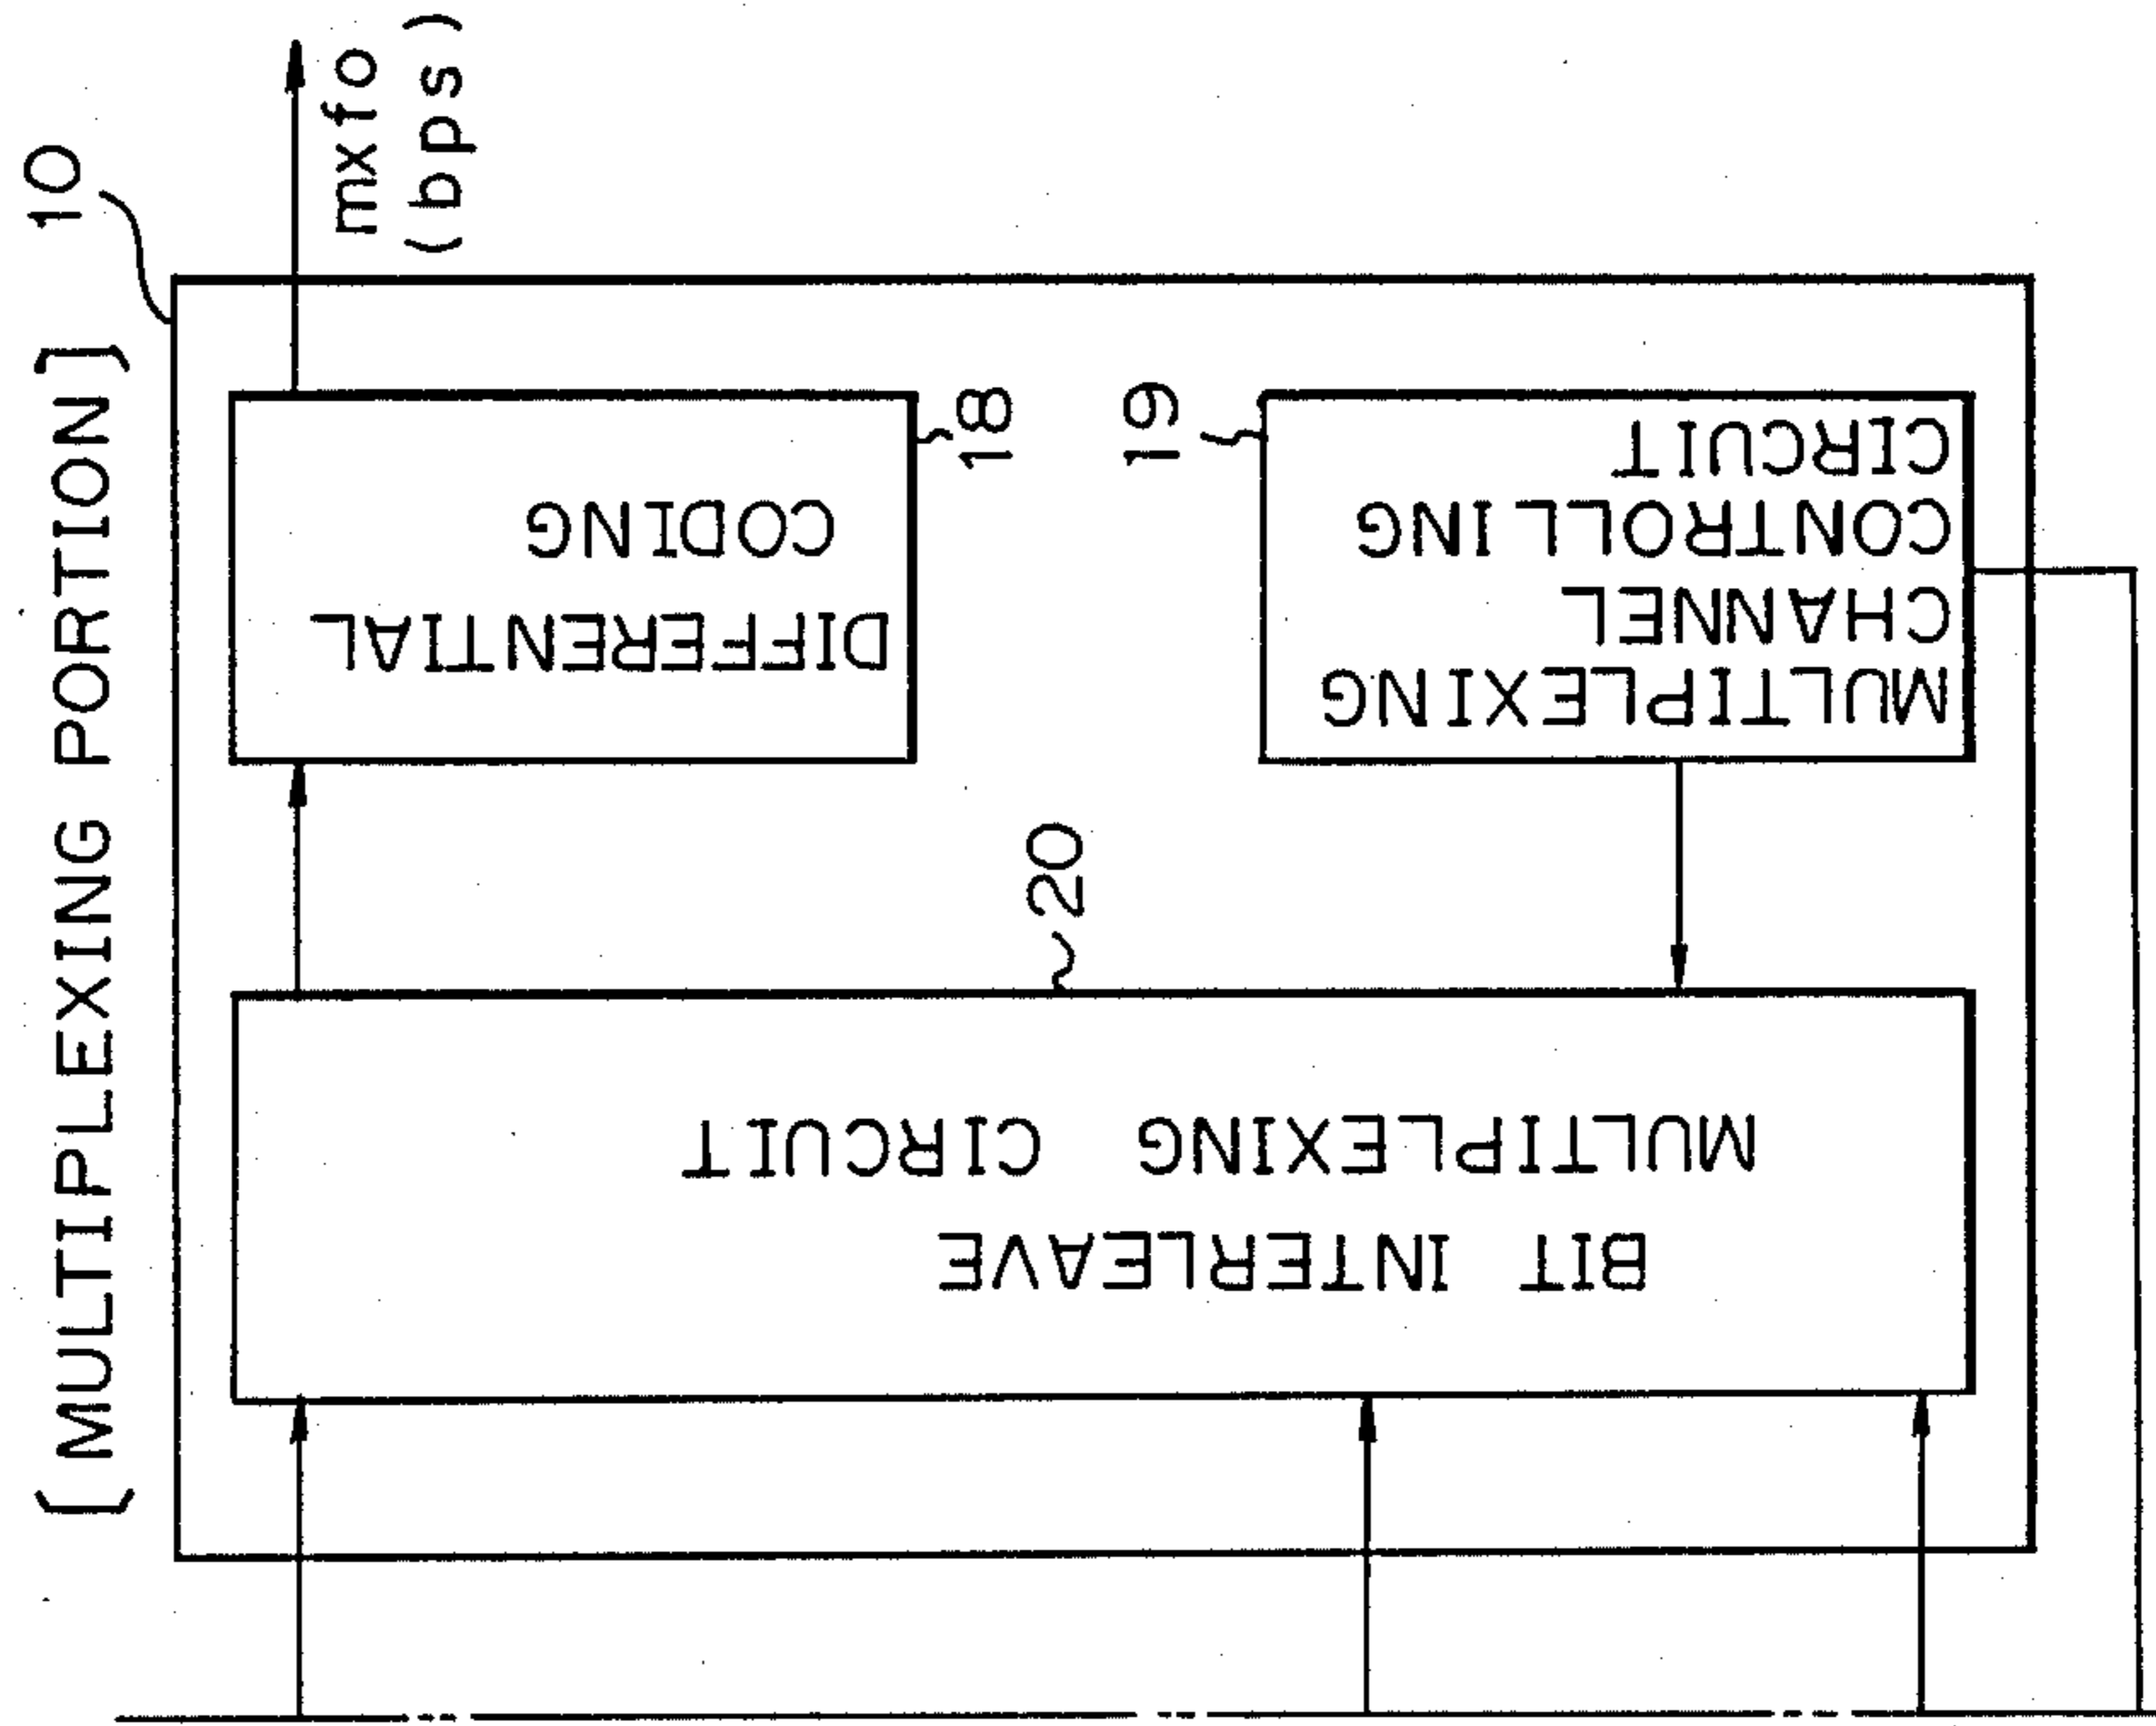 [MULTIPLEXING PORTION]
10
mxfo
(bps)
BIT INTERLEAVE
MULTIPLEXING CIRCUIT
20
DIFFERENTIAL
CODING
18
MULTIPLEXING
CHANNEL
CONTROLLING
CIRCUIT
19